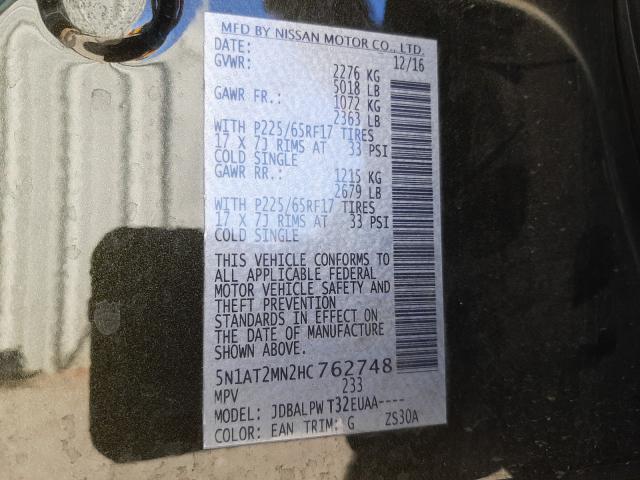 MFD BY NISSAN MOTOR CO., LTD.
DATE: 12/16
GVWR: 2276 KG
5018 LB
GAWR FR.: 1072 KG
2363 LB
WITH P225/65RF17 TIRES
17 X 7J RIMS AT 33 PSI
COLD SINGLE
GAWR RR.: 1215 KG
2679 LB
WITH P225/65RF17 TIRES
17 X 7J RIMS AT 33 PSI
COLD SINGLE
THIS VEHICLE CONFORMS TO
ALL APPLICABLE FEDERAL
MOTOR VEHICLE SAFETY AND
THEFT PREVENTION
STANDARDS IN EFFECT ON
THE DATE OF MANUFACTURE
SHOWN ABOVE.
5N1AT2MN2HC762748
MPV 233
MODEL: JDBALPW T32EUAA----
COLOR: EAN TRIM: G ZS30A